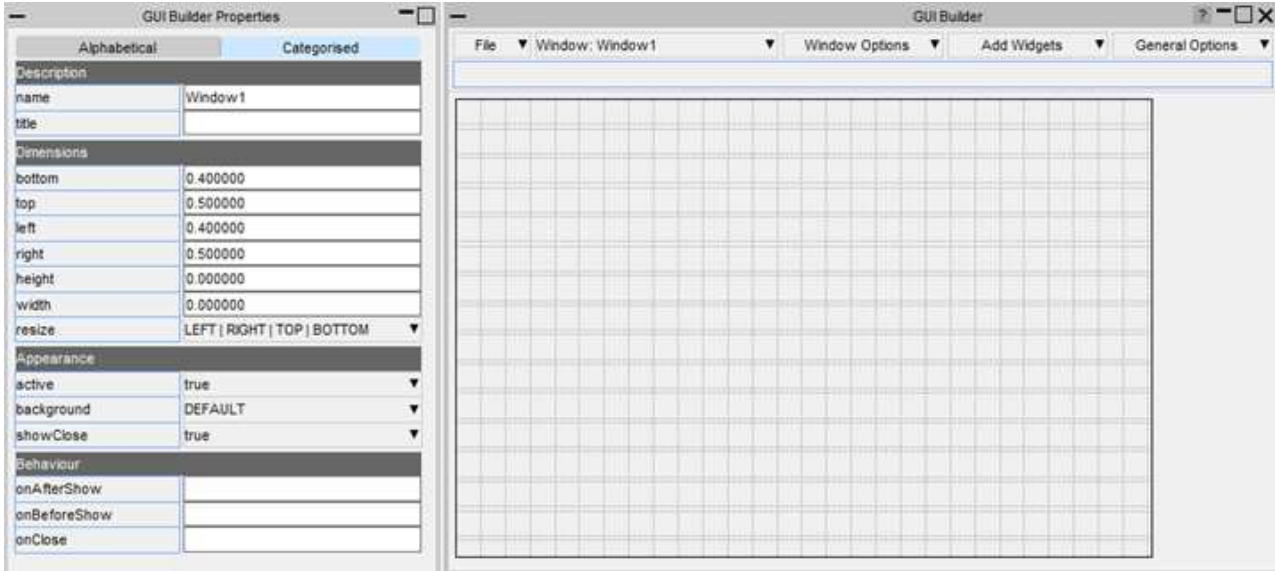 GUI Builder Properties
Alphabetical Categorised
Description
name Window1
title
Dimensions
bottom 0.400000
top 0.500000
left 0.400000
right 0.500000
height 0.000000
width 0.000000
resize LEFT | RIGHT | TOP | BOTTOM
Appearance
active true
background DEFAULT
showClose true
Behaviour
onAfterShow
onBeforeShow
onClose
GUI Builder ?
File Window: Window1 Window Options Add Widgets General Options